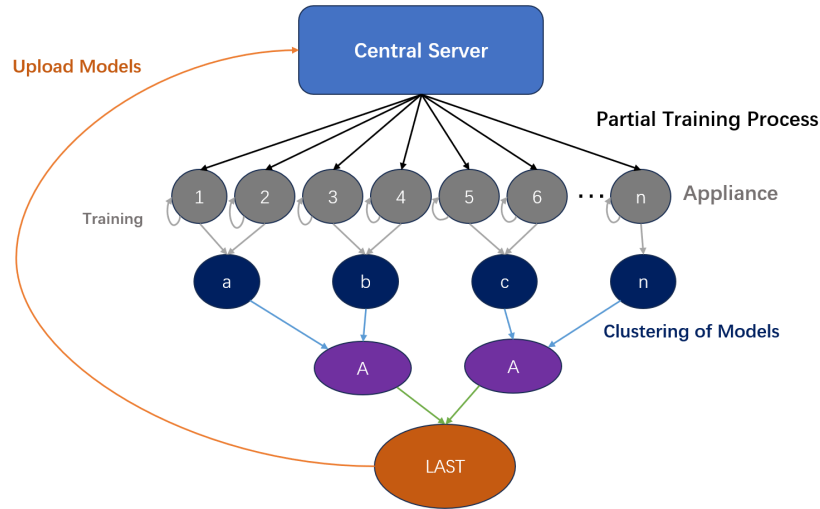 Central Server
Upload Models
Partial Training Process
1 2 3 4 5 6 ... n
Appliance
Training
a b c n
Clustering of Models
A A
LAST